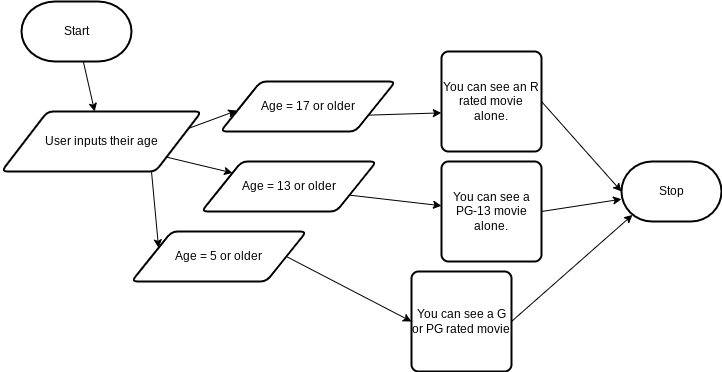 Start
User inputs their age
Age = 17 or older
You can see an R
rated movie
alone.
Age = 13 or older
You can see a
PG-13 movie
alone.
Age = 5 or older
You can see a G
or PG rated movie
Stop